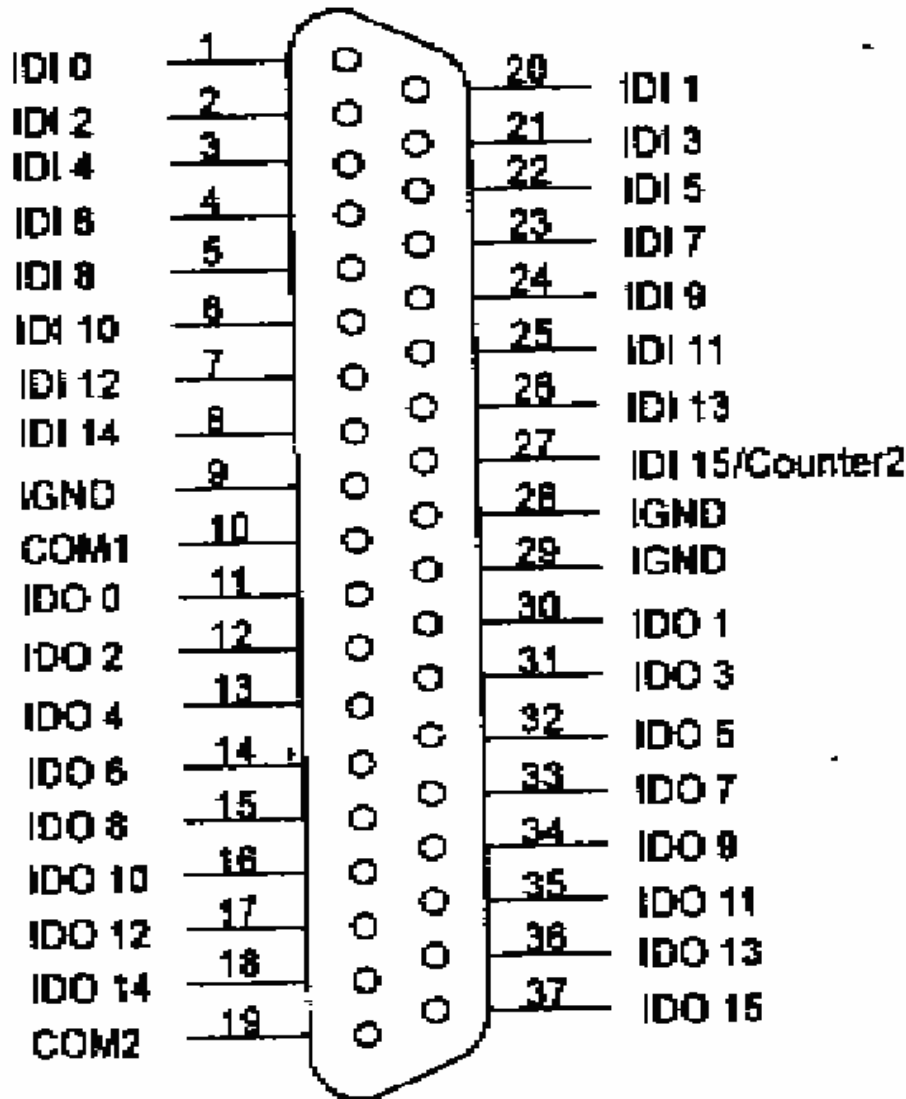 IDI 0 1 20 IDI 1
IDI 2 2 21 IDI 3
IDI 4 3 22 IDI 5
IDI 6 4 23 IDI 7
IDI 8 5 24 IDI 9
IDI 10 6 25 IDI 11
IDI 12 7 26 IDI 13
IDI 14 8 27 IDI 15/Counter2
IGND 9 28 IGND
COM1 10 29 IGND
IDO 0 11 30 IDO 1
IDO 2 12 31 IDO 3
IDO 4 13 32 IDO 5
IDO 6 14 33 IDO 7
IDO 8 15 34 IDO 9
IDO 10 16 35 IDO 11
IDO 12 17 36 IDO 13
IDO 14 18 37 IDO 15
COM2 19